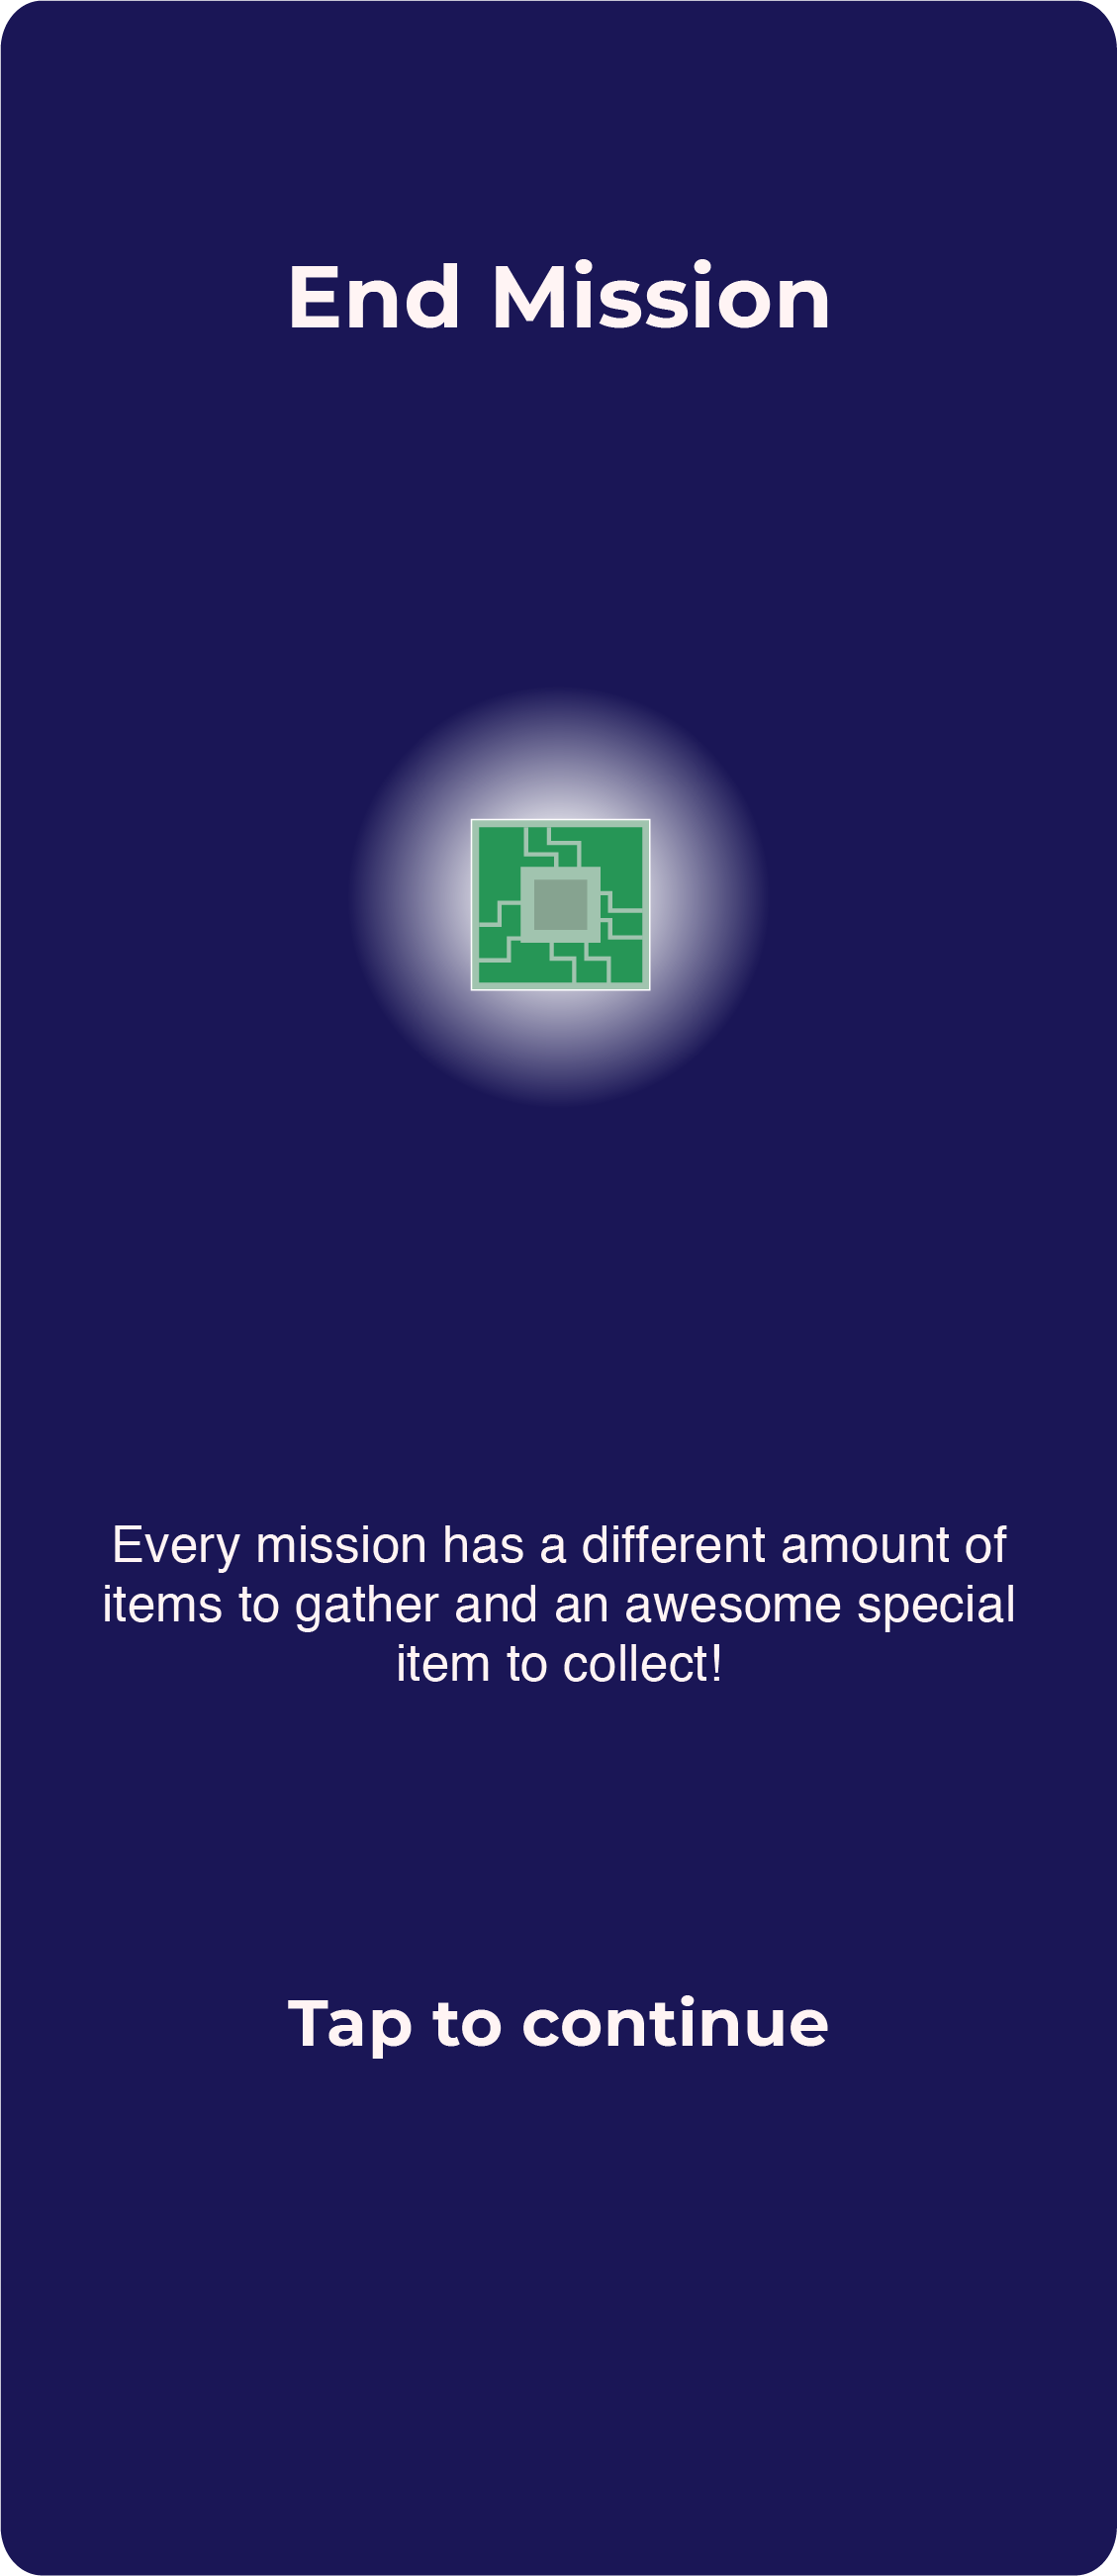 End Mission
Every mission has a different amount of
items to gather and an awesome special
item to collect!
Tap to continue